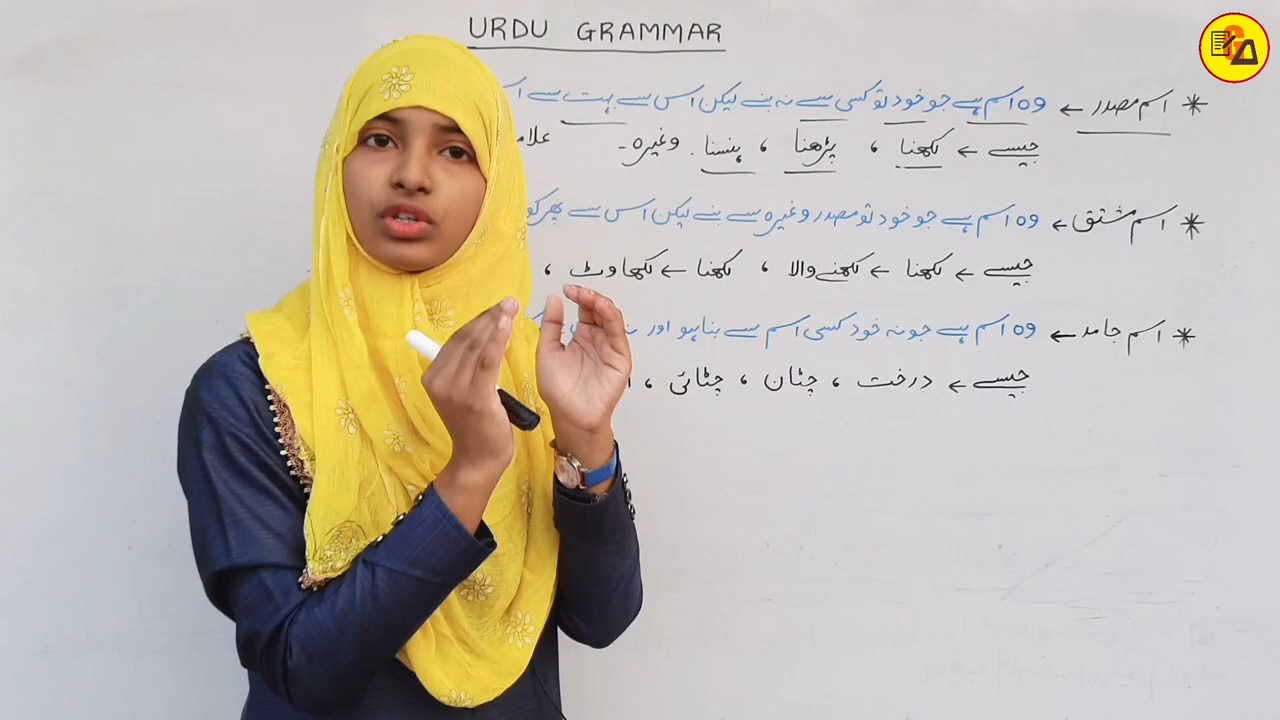 URDU GRAMMAR
* اسم مصدر ← وہ اسم ہے جو خود تو کسی سے نہ بنے لیکن اس سے بہت سے
جیسے ← لکھنا ، پڑھنا ، ہنسنا . وغیرہ ۔ علا
* اسم مشتق ← وہ اسم ہے جو خود تو مصدر وغیرہ سے بنے لیکن اس سے پھر کو
جیسے ← لکھنا ← لکھنے والا ، لکھنا ← لکھاوٹ ،
* اسم جامد ← وہ اسم ہے جو نہ خود کسی اسم سے بنا ہو اور
جیسے ← درخت ، چٹان ، چٹائی ،